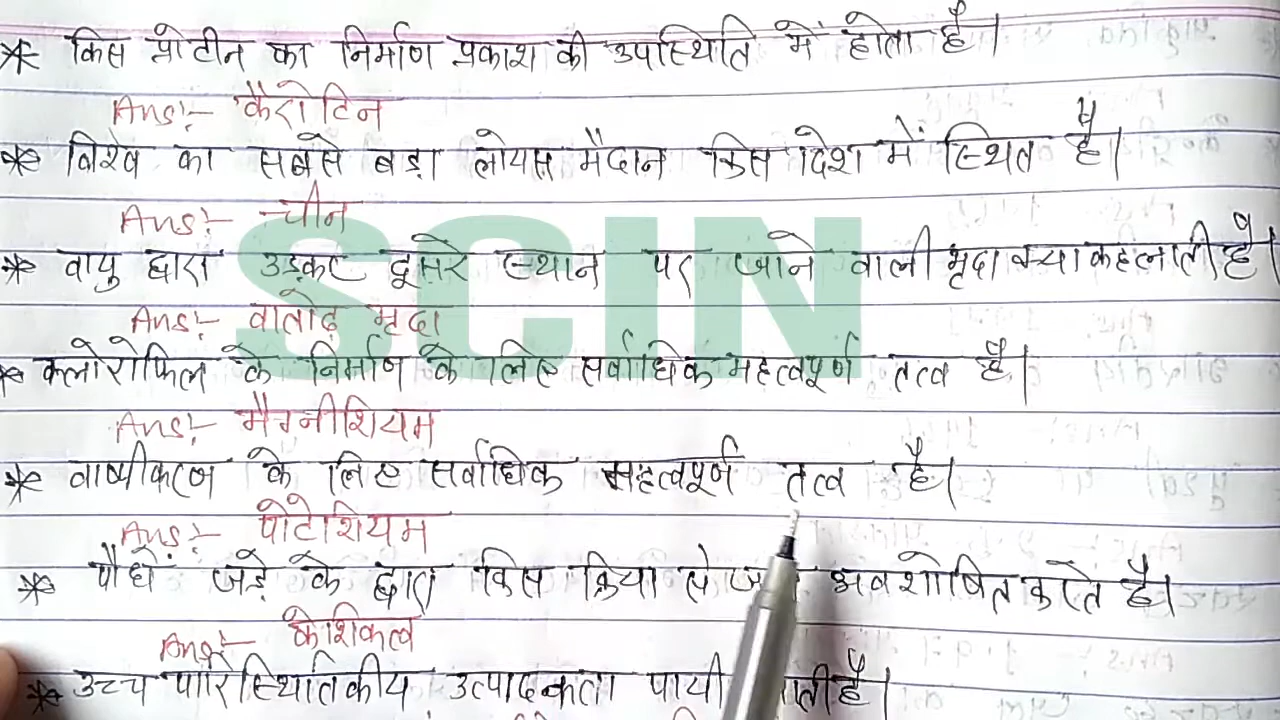 * किस प्रोटीन का निर्माण प्रकाश की उपस्थिति में होता है।
Ans:- कैरोटिन
* विश्व का सबसे बड़ा लोयस मैदान किस देश में स्थित है।
Ans:- चीन
* वायु द्वारा उड़कर दूसरे स्थान पर जाने वाली मृदा क्या कहलाती है।
Ans:- वातोढ़ मृदा
* क्लोरोफिल के निर्माण के लिए सर्वाधिक महत्वपूर्ण तत्व है।
Ans:- मैग्नीशियम
* वाष्पीकरण के लिए सर्वाधिक महत्वपूर्ण तत्व है।
Ans:- पोटेशियम
* पौधे जड़े के द्वारा किस क्रिया से अवशोषित करते है।
Ans:- केशिकत्व
* उच्च पारिस्थितिकीय उत्पादकता पायी है।
SCIN